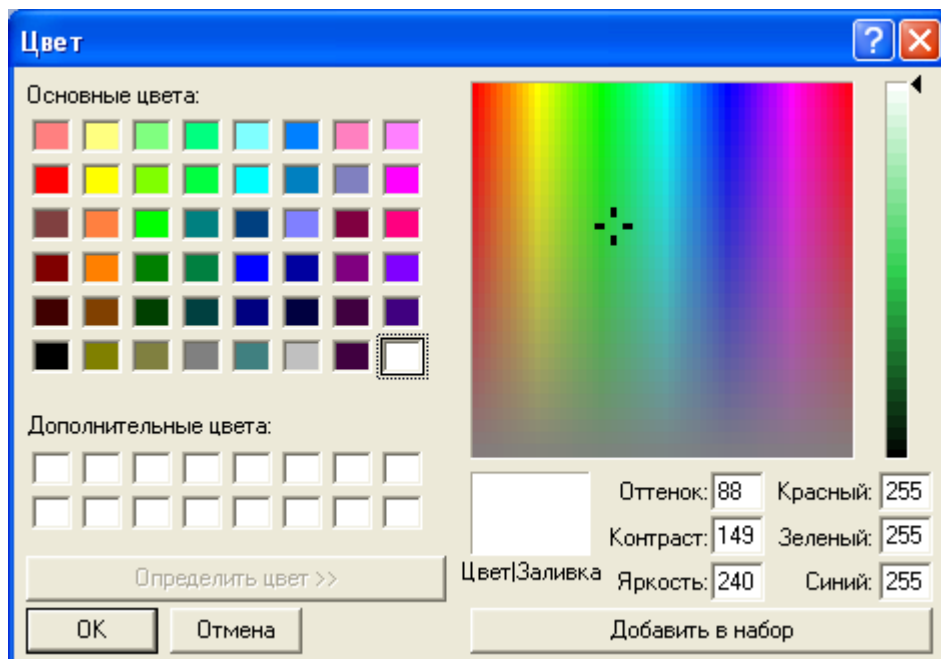 Цвет
Основные цвета:
Дополнительные цвета:
Определить цвет >>
OK
Отмена
Цвет|Заливка
Оттенок: 88
Контраст: 149
Яркость: 240
Красный: 255
Зеленый: 255
Синий: 255
Добавить в набор